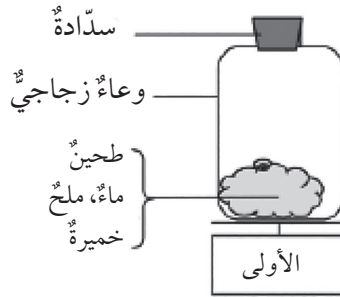 سدّادةٌ
وعاءٌ زجاجيٌّ
طحينٌ
ماءٌ، ملحٌ
خميرةٌ
الأولى